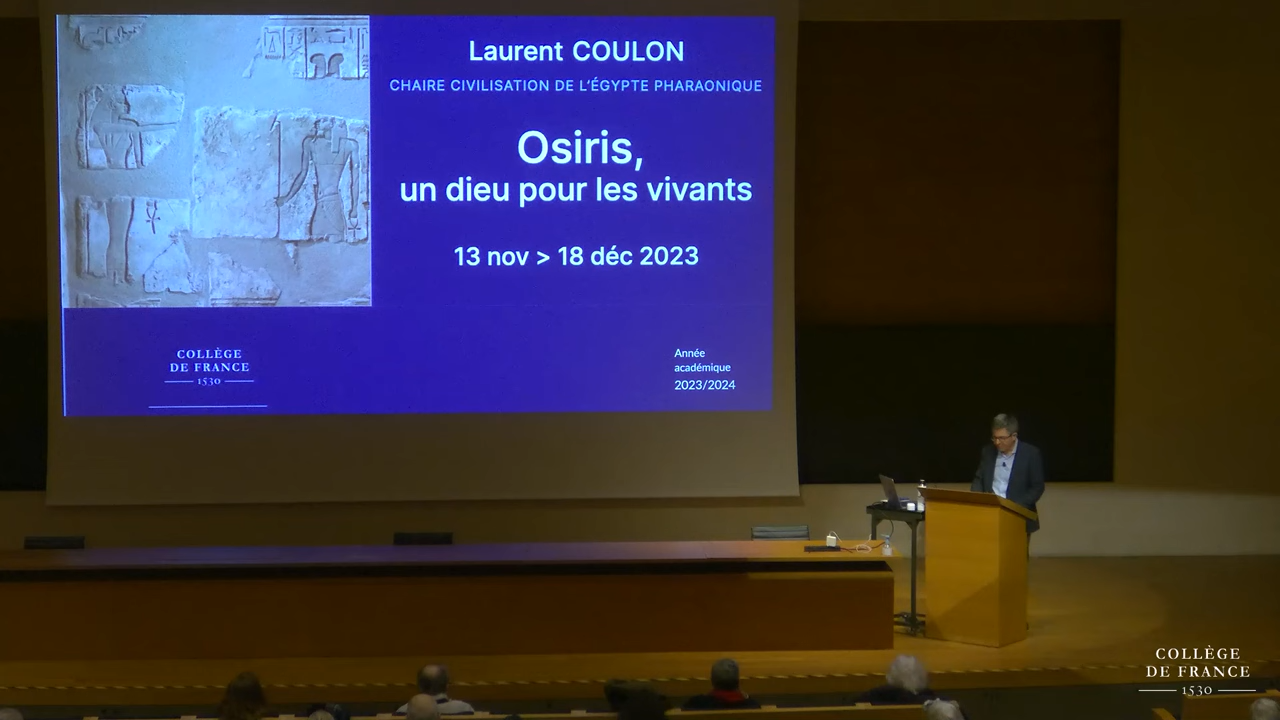 Laurent COULON
CHAIRE CIVILISATION DE L'ÉGYPTE PHARAONIQUE
Osiris,
un dieu pour les vivants
13 nov > 18 déc 2023
COLLÈGE
DE FRANCE
1530
Année
académique
2023/2024
COLLÈGE
DE FRANCE
1530